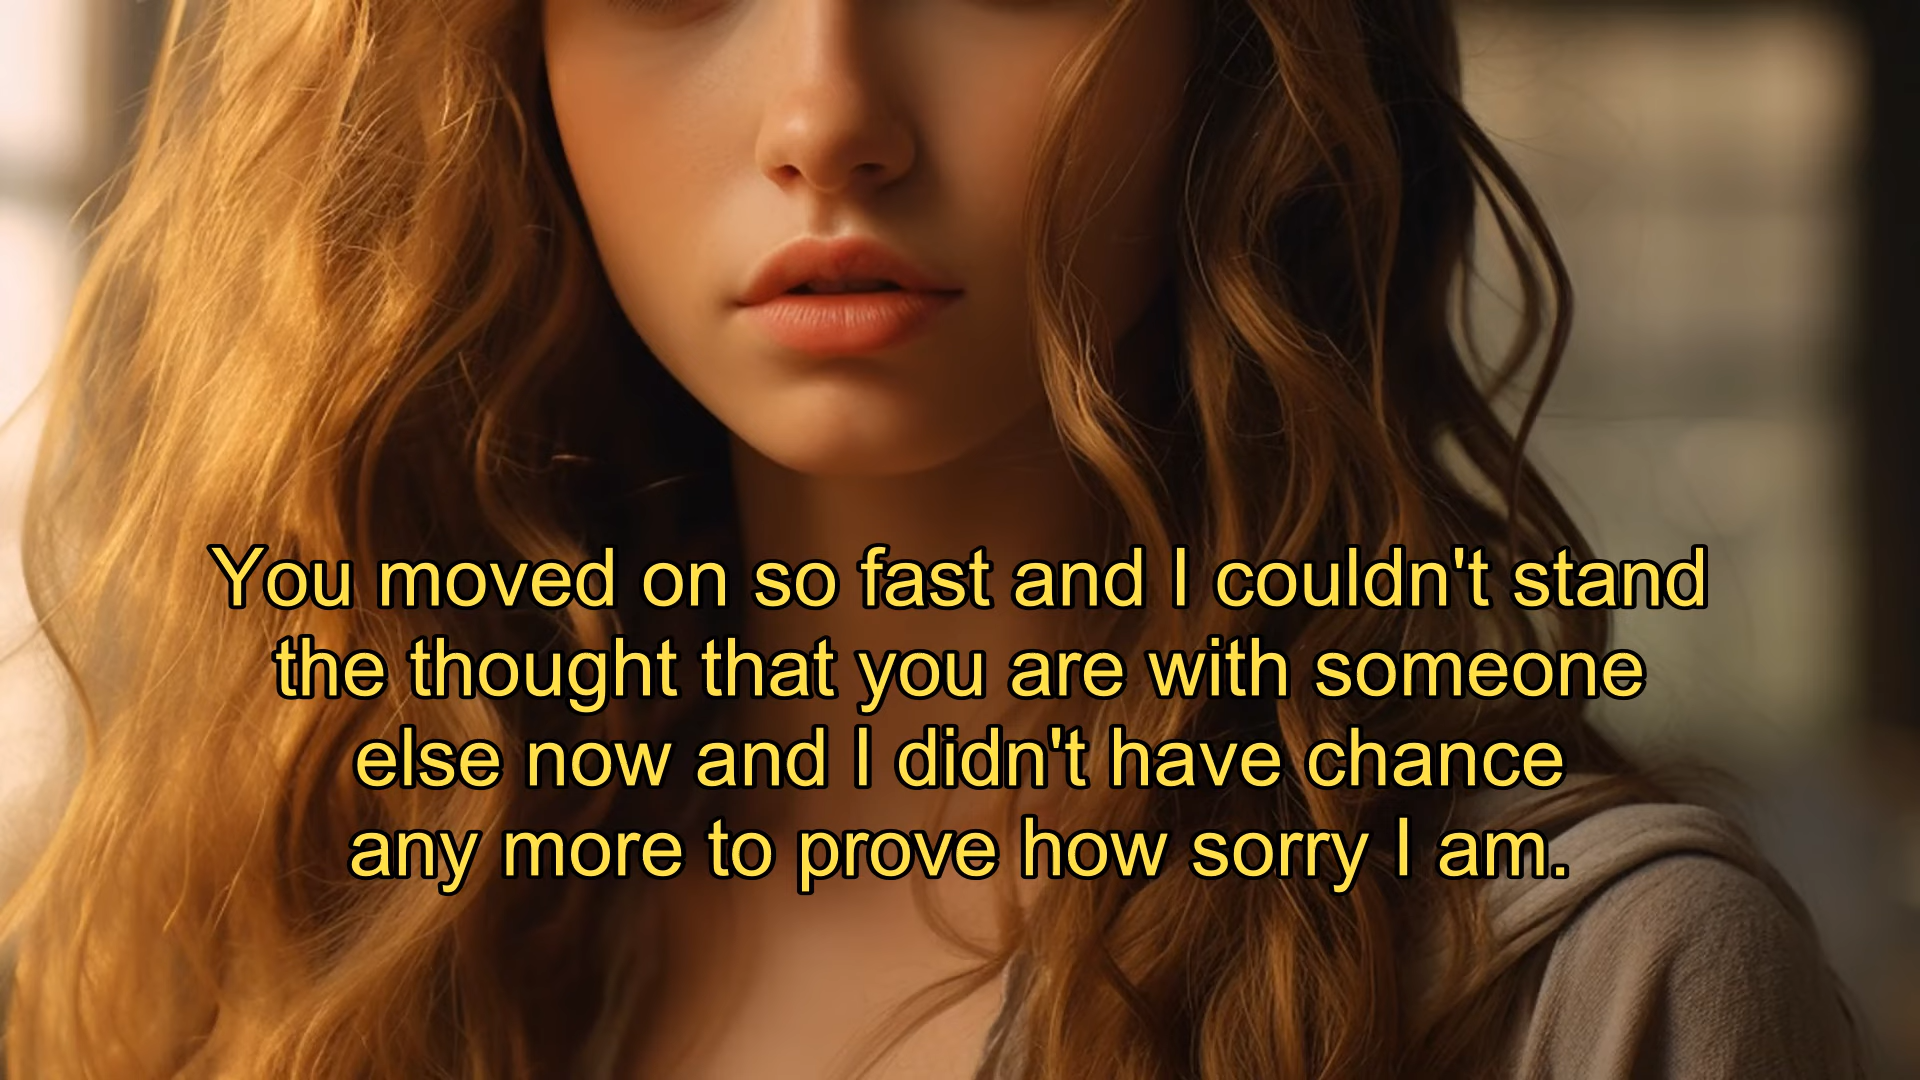 You moved on so fast and I couldn't stand
the thought that you are with someone
else now and I didn't have chance
any more to prove how sorry I am.